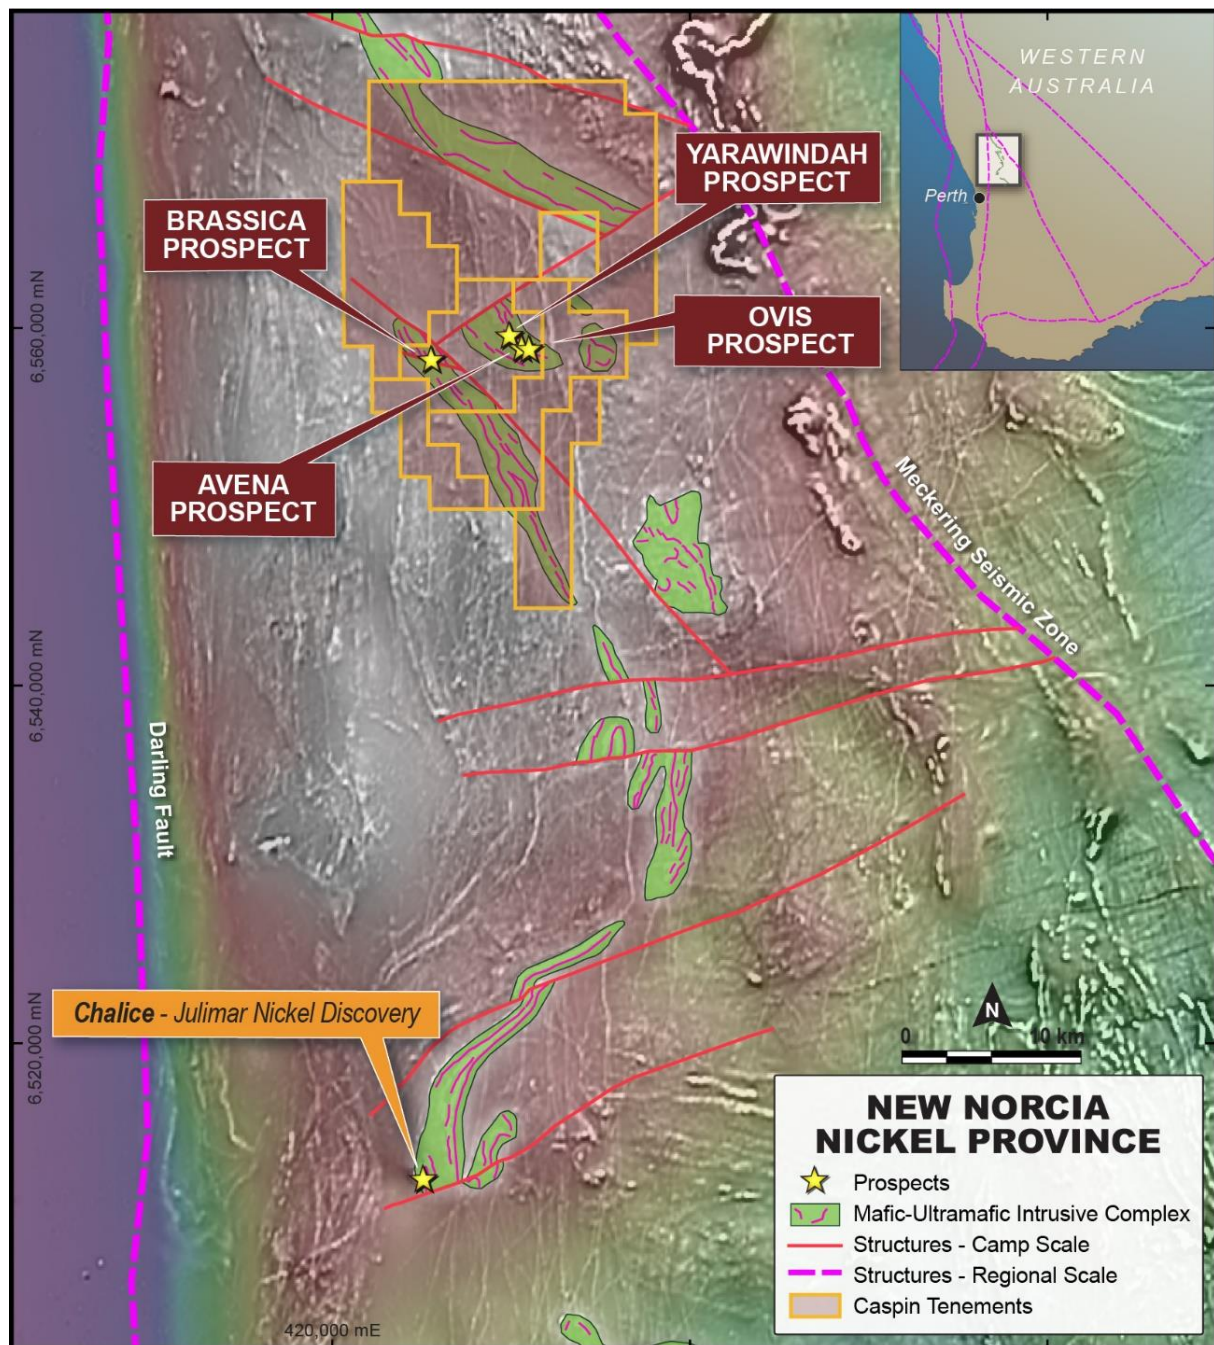 WESTERN
AUSTRALIA
Perth
YARAWINDAH
PROSPECT
BRASSICA
PROSPECT
OVIS
PROSPECT
AVENA
PROSPECT
6,560,000 mN
6,540,000 mN
6,520,000 mN
420,000 mE
Meckering Seismic Zone
Darling Fault
Chalice - Julimar Nickel Discovery
N
0 10 km
NEW NORCIA
NICKEL PROVINCE
Prospects
Mafic-Ultramafic Intrusive Complex
Structures - Camp Scale
Structures - Regional Scale
Caspin Tenements